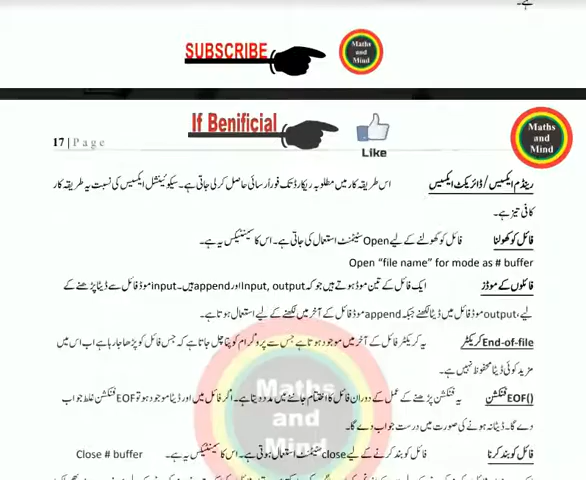 ہے۔
SUBSCRIBE Maths and Mind
If Benificial Like Maths and Mind
17 | Page
رینڈم ایکسیس / ڈائریکٹ ایکسیس اس طریقہ کار میں مطلوبہ ریکارڈ تک فوراً رسائی حاصل کر لی جاتی ہے۔ سیکوئینشل ایکسیس کی نسبت یہ طریقہ کار
کافی تیز ہے۔
فائل کو کھولنا فائل کو کھولنے کے لیے Open سٹیٹمنٹ استعمال کی جاتی ہے۔ اس کا سینٹیکس یہ ہے۔
Open “file name” for mode as # buffer
فائلوں کے موڈز ایک فائل کے تین موڈ ہوتے ہیں جو کہ Input, output اور append ہیں۔ input موڈ فائل سے ڈیٹا پڑھنے کے
لیے، output موڈ فائل میں ڈیٹا لکھنے جبکہ append موڈ فائل کے آخر میں لکھنے کے لیے استعمال ہوتا ہے۔
End-of-file کریکٹر یہ کریکٹر فائل کے آخر میں موجود ہوتا ہے جس سے پروگرام کو پتا چل جاتا ہے کہ جس فائل کو پڑھا جا رہا ہے اب اس میں
مزید کوئی ڈیٹا محفوظ نہیں ہے۔
EOF() فنکشن یہ فنکشن پڑھنے کے عمل کے دوران فائل کا اختتام جاننے میں مدد دیتا ہے۔ اگر فائل میں اور ڈیٹا موجود ہو تو EOF فنکشن غلط جواب
دے گا۔ ڈیٹا نہ ہونے کی صورت میں درست جواب دے گا۔
فائل کو بند کرنا فائل کو بند کرنے کے لیے close سٹیٹمنٹ استعمال ہوتی ہے۔ اس کا سینٹیکس یہ ہے۔ Close # buffer
Maths and Mind